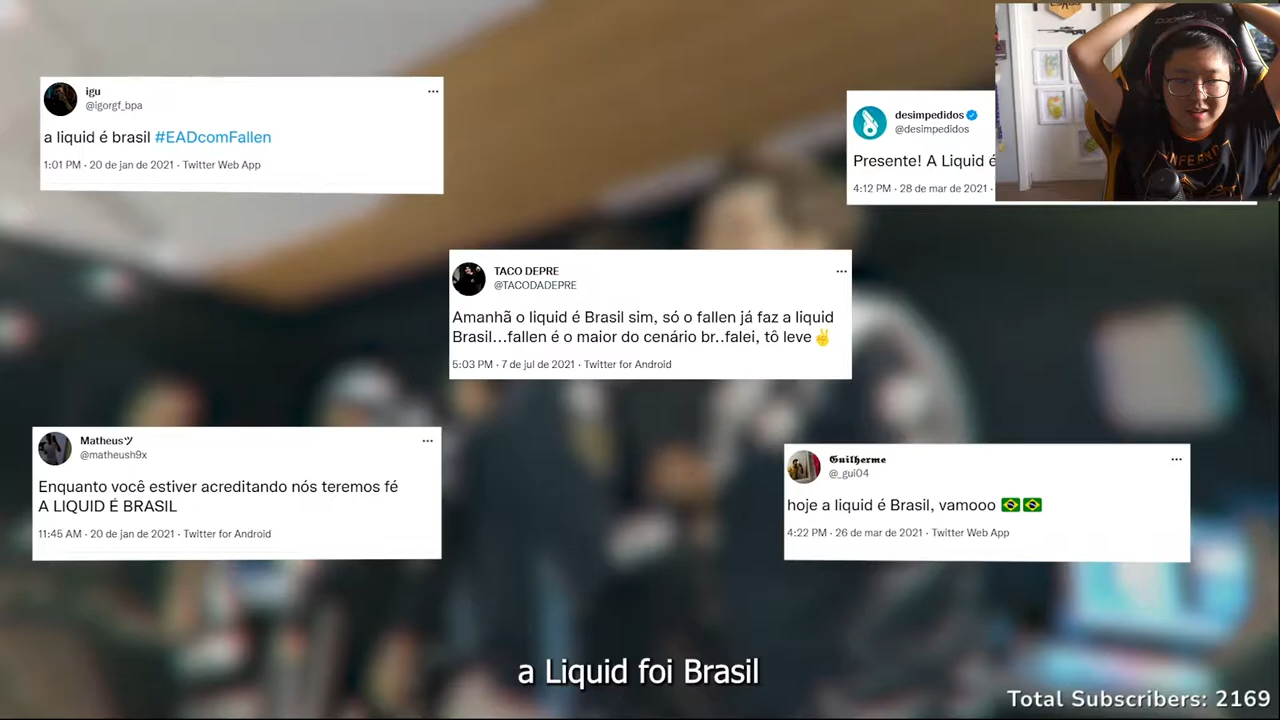 igu
@igorgf_bpa
a liquid é brasil #EADcomFallen
1:01 PM · 20 de jan de 2021 · Twitter Web App
desimpedidos
@desimpedidos
Presente! A Liquid é
4:12 PM · 28 de mar de 2021 ·
TACO DEPRE
@TACODADEPRE
Amanhã o liquid é Brasil sim, só o fallen já faz a liquid
Brasil...fallen é o maior do cenário br..falei, tô leve✌️
5:03 PM · 7 de jul de 2021 · Twitter for Android
Matheusツ
@matheush9x
Enquanto você estiver acreditando nós teremos fé
A LIQUID É BRASIL
11:45 AM · 20 de jan de 2021 · Twitter for Android
𝕲𝖚𝖎𝖑𝖍𝖊𝖗𝖒𝖊
@_gui04
hoje a liquid é Brasil, vamooo 🇧🇷🇧🇷
4:22 PM · 26 de mar de 2021 · Twitter Web App
INFERNO
a Liquid foi Brasil
Total Subscribers: 2169